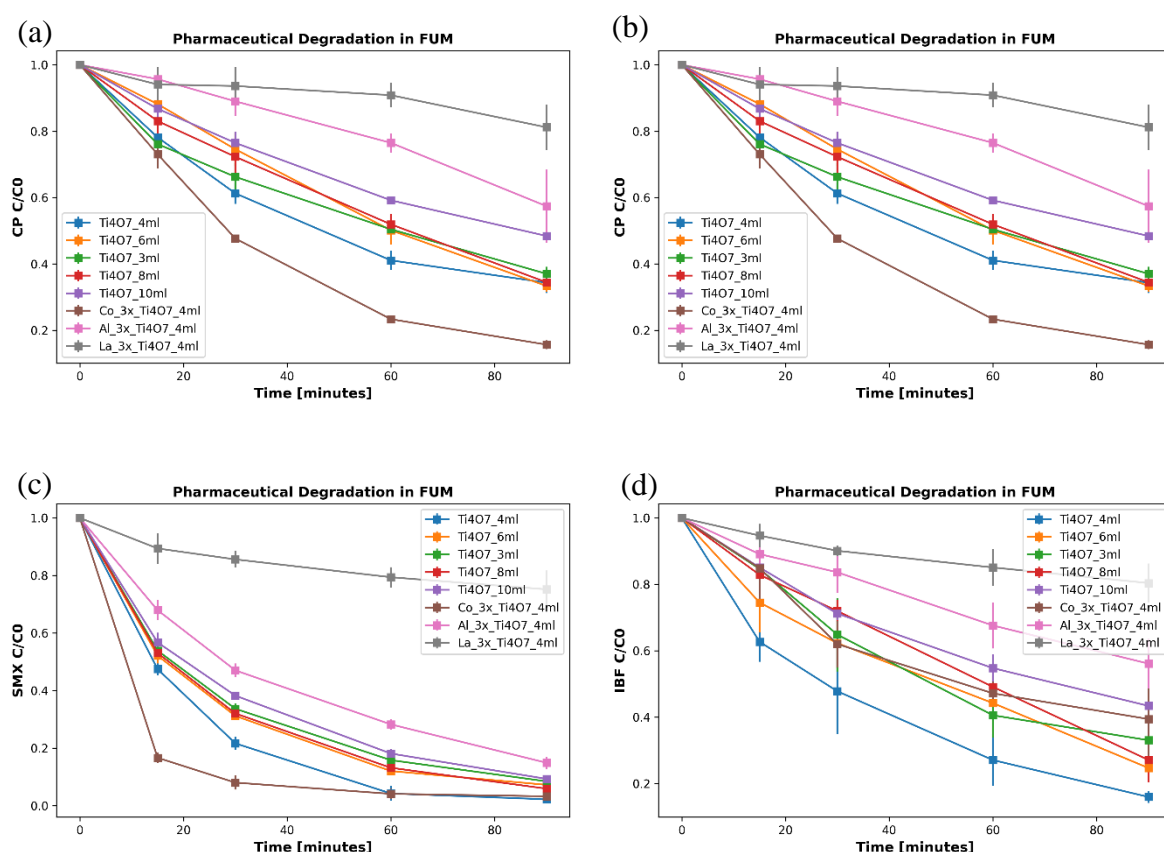 (a)
Pharmaceutical Degradation in FUM
1.0
0.8
0.6
0.4
0.2
CP C/C0
Ti4O7_4ml
Ti4O7_6ml
Ti4O7_3ml
Ti4O7_8ml
Ti4O7_10ml
Co_3x_Ti4O7_4ml
Al_3x_Ti4O7_4ml
La_3x_Ti4O7_4ml
0 20 40 60 80
Time [minutes]
(b)
Pharmaceutical Degradation in FUM
1.0
0.8
0.6
0.4
0.2
CP C/C0
Ti4O7_4ml
Ti4O7_6ml
Ti4O7_3ml
Ti4O7_8ml
Ti4O7_10ml
Co_3x_Ti4O7_4ml
Al_3x_Ti4O7_4ml
La_3x_Ti4O7_4ml
0 20 40 60 80
Time [minutes]
(c)
Pharmaceutical Degradation in FUM
1.0
0.8
0.6
0.4
0.2
0.0
SMX C/C0
Ti4O7_4ml
Ti4O7_6ml
Ti4O7_3ml
Ti4O7_8ml
Ti4O7_10ml
Co_3x_Ti4O7_4ml
Al_3x_Ti4O7_4ml
La_3x_Ti4O7_4ml
0 20 40 60 80
Time [minutes]
(d)
Pharmaceutical Degradation in FUM
1.0
0.8
0.6
0.4
0.2
IBF C/C0
Ti4O7_4ml
Ti4O7_6ml
Ti4O7_3ml
Ti4O7_8ml
Ti4O7_10ml
Co_3x_Ti4O7_4ml
Al_3x_Ti4O7_4ml
La_3x_Ti4O7_4ml
0 20 40 60 80
Time [minutes]